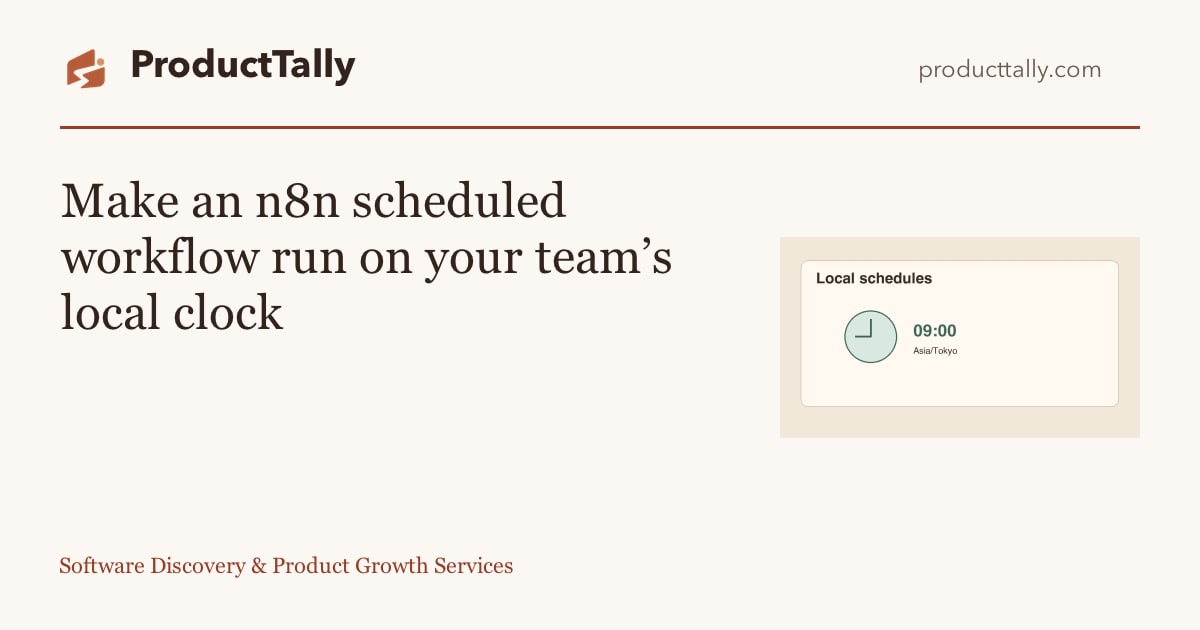 ProductTally
producttally.com
Make an n8n scheduled
workflow run on your team’s
local clock
Local schedules
09:00
Asia/Tokyo
Software Discovery & Product Growth Services